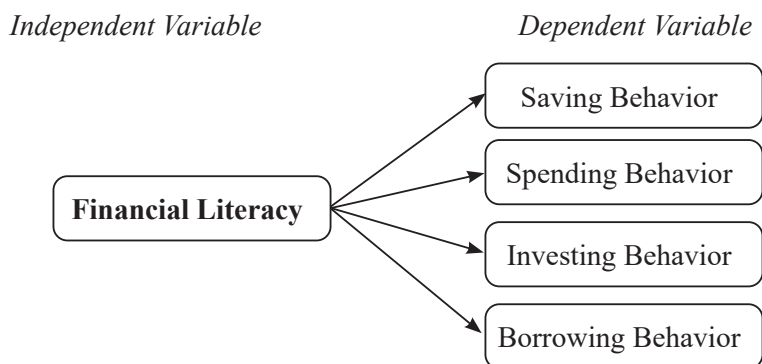 Independent Variable
Dependent Variable
Saving Behavior
Spending Behavior
Financial Literacy
Investing Behavior
Borrowing Behavior